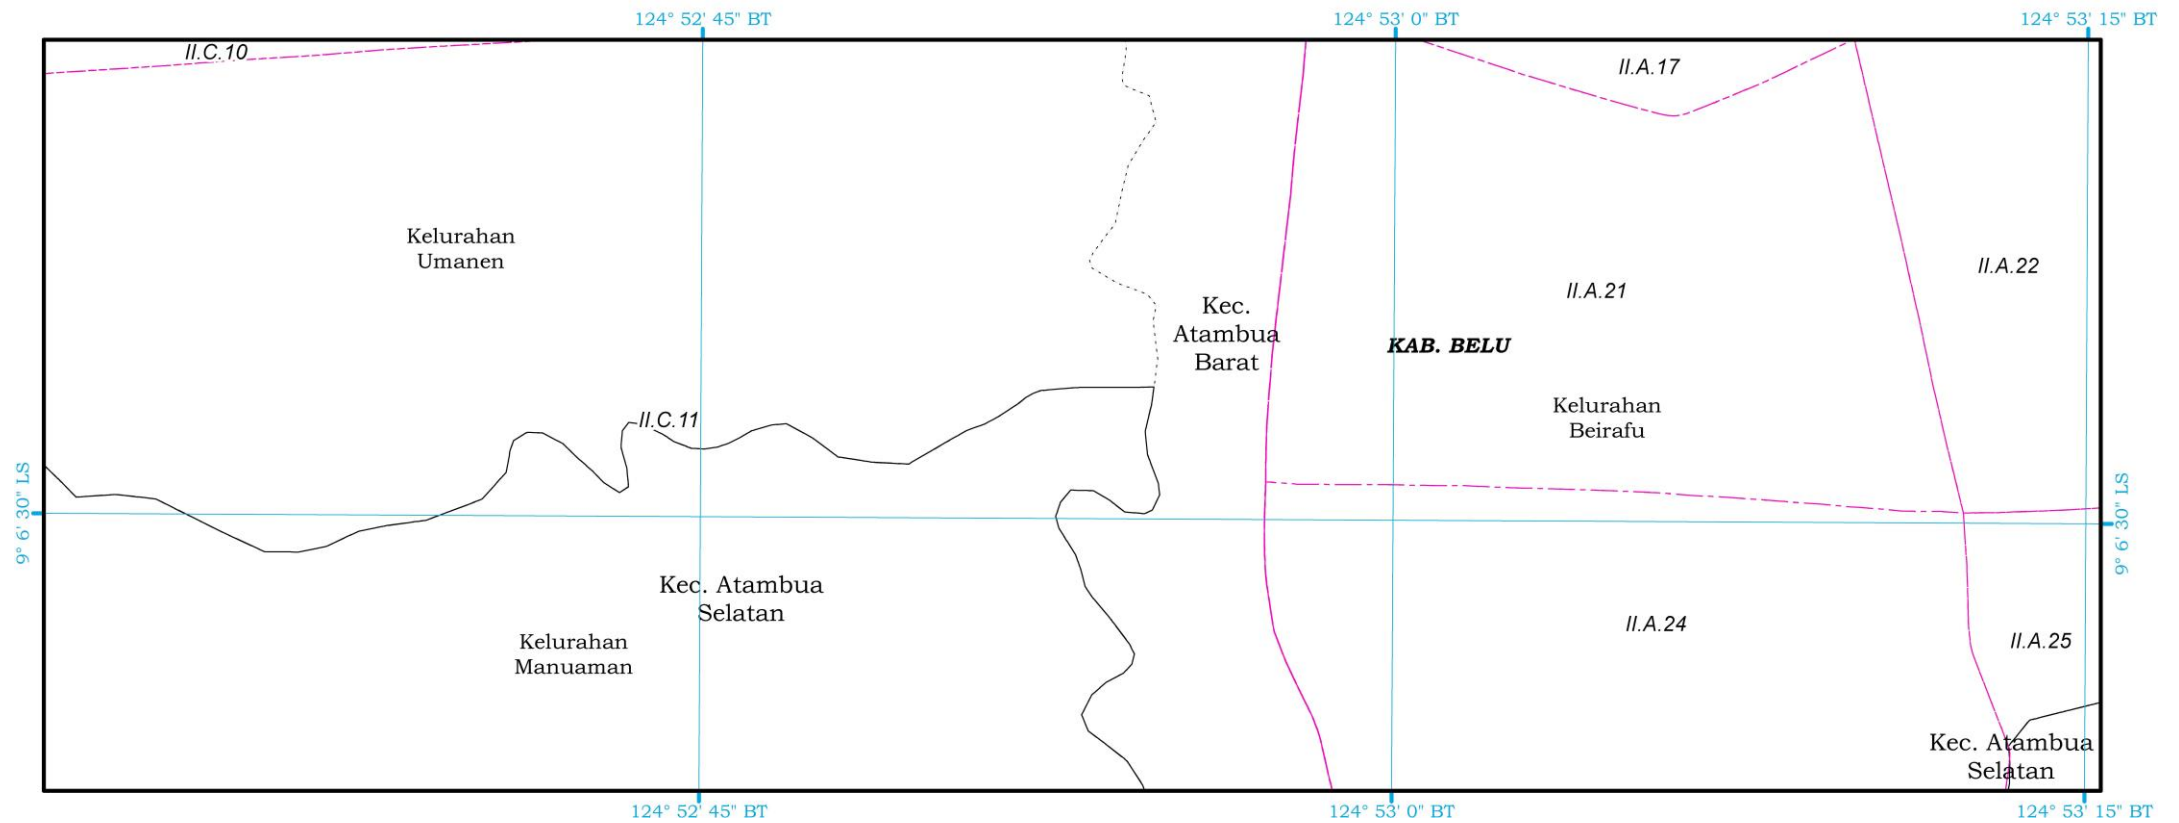 124° 52' 45" BT
124° 53' 0" BT
124° 53' 15" BT
II.C.10
II.A.17
Kelurahan
Umanen
II.A.22
II.A.21
Kec.
Atambua
Barat
KAB. BELU
Kelurahan
Beirafu
II.C.11
9° 6' 30" LS
9° 6' 30" LS
Kec. Atambua
Selatan
Kelurahan
Manuaman
II.A.24
II.A.25
Kec. Atambua
Selatan
124° 52' 45" BT
124° 53' 0" BT
124° 53' 15" BT